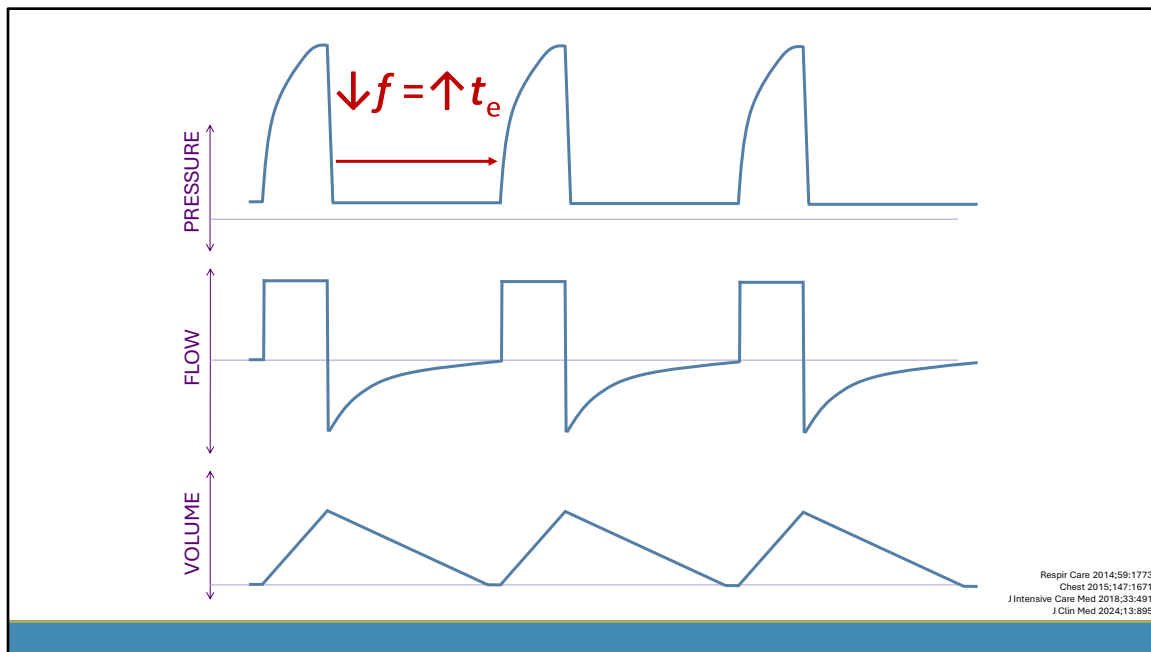 ↓f = ↑ te
PRESSURE
FLOW
VOLUME
Respir Care 2014;59:1773
Chest 2015;147:1671
J Intensive Care Med 2018;33:491
J Clin Med 2024;13:895